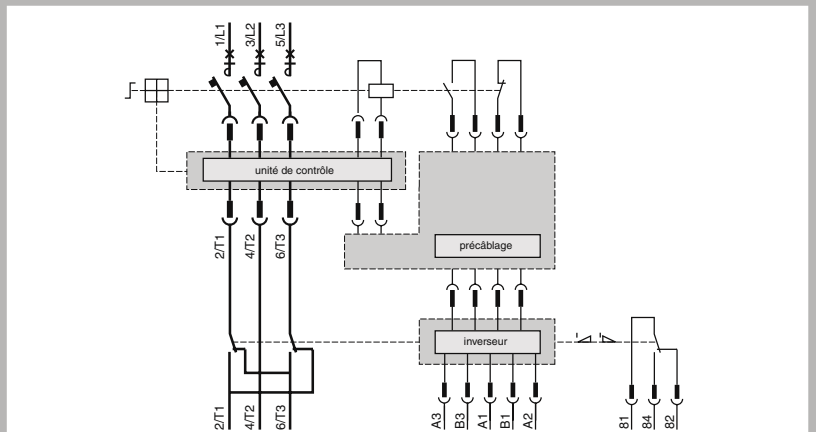 1/L1
3/L2
5/L3
unité de contrôle
2/T1
4/T2
6/T3
précâblage
inverseur
2/T1
4/T2
6/T3
A3
B3
A1
B1
A2
81
84
82